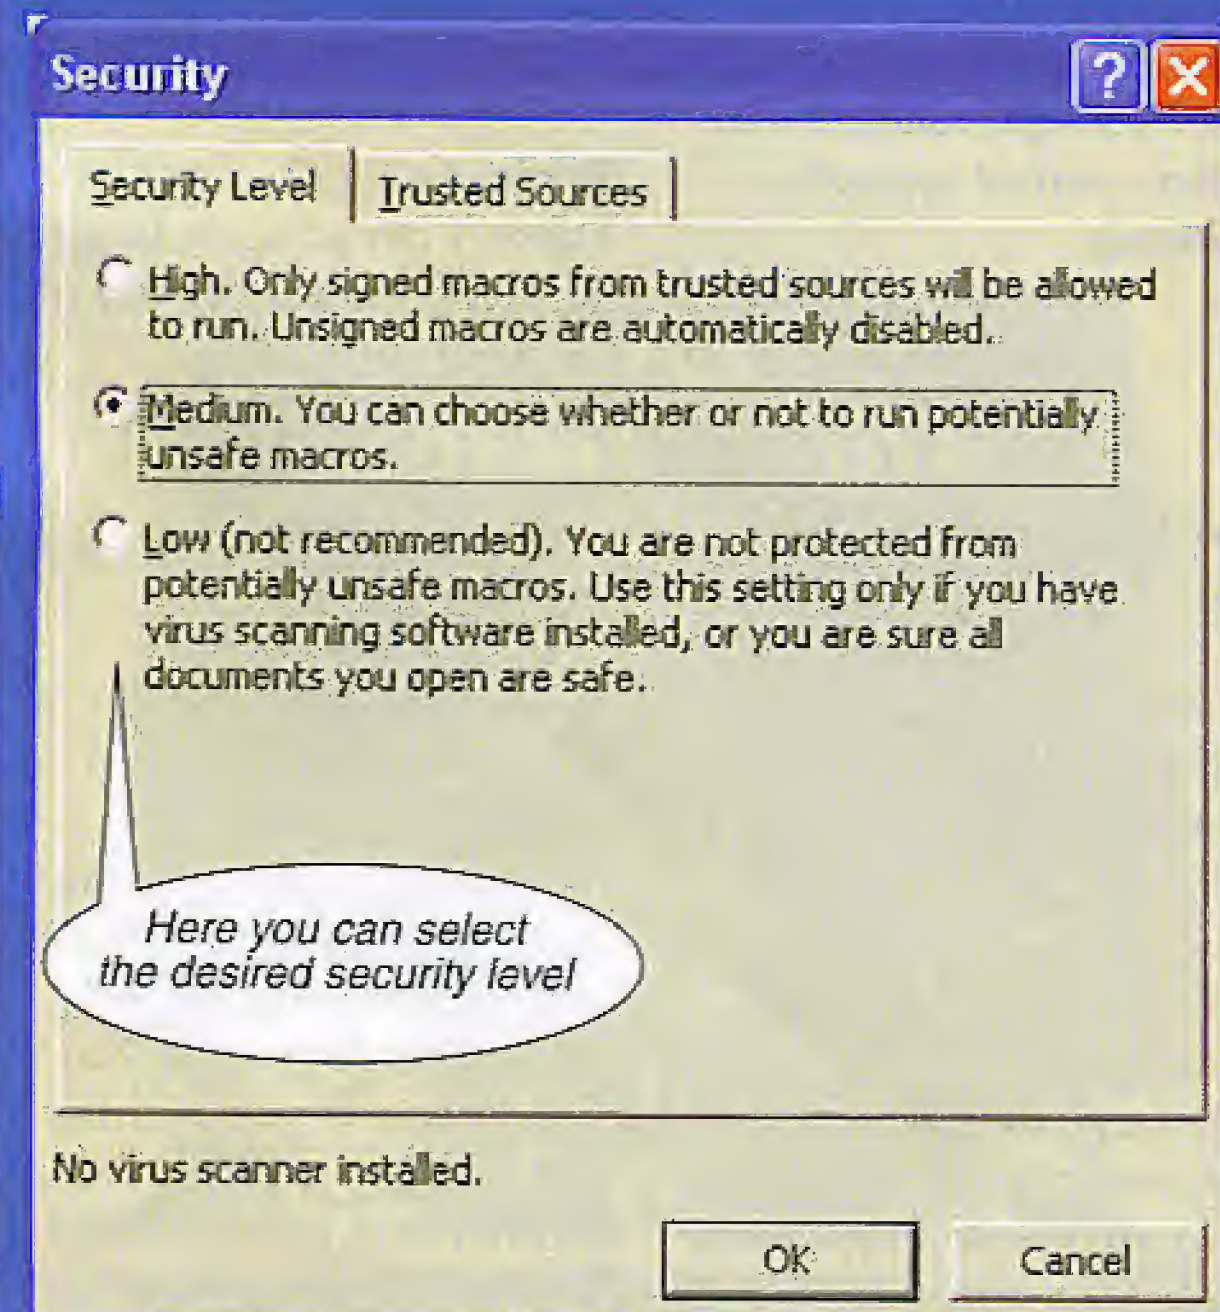 Security
Security Level
Trusted Sources
High. Only signed macros from trusted sources will be allowed
to run. Unsigned macros are automatically disabled.
Medium. You can choose whether or not to run potentially
unsafe macros.
Low (not recommended). You are not protected from
potentially unsafe macros. Use this setting only if you have
virus scanning software installed, or you are sure all
documents you open are safe.
Here you can select
the desired security level
No virus scanner installed.
OK
Cancel